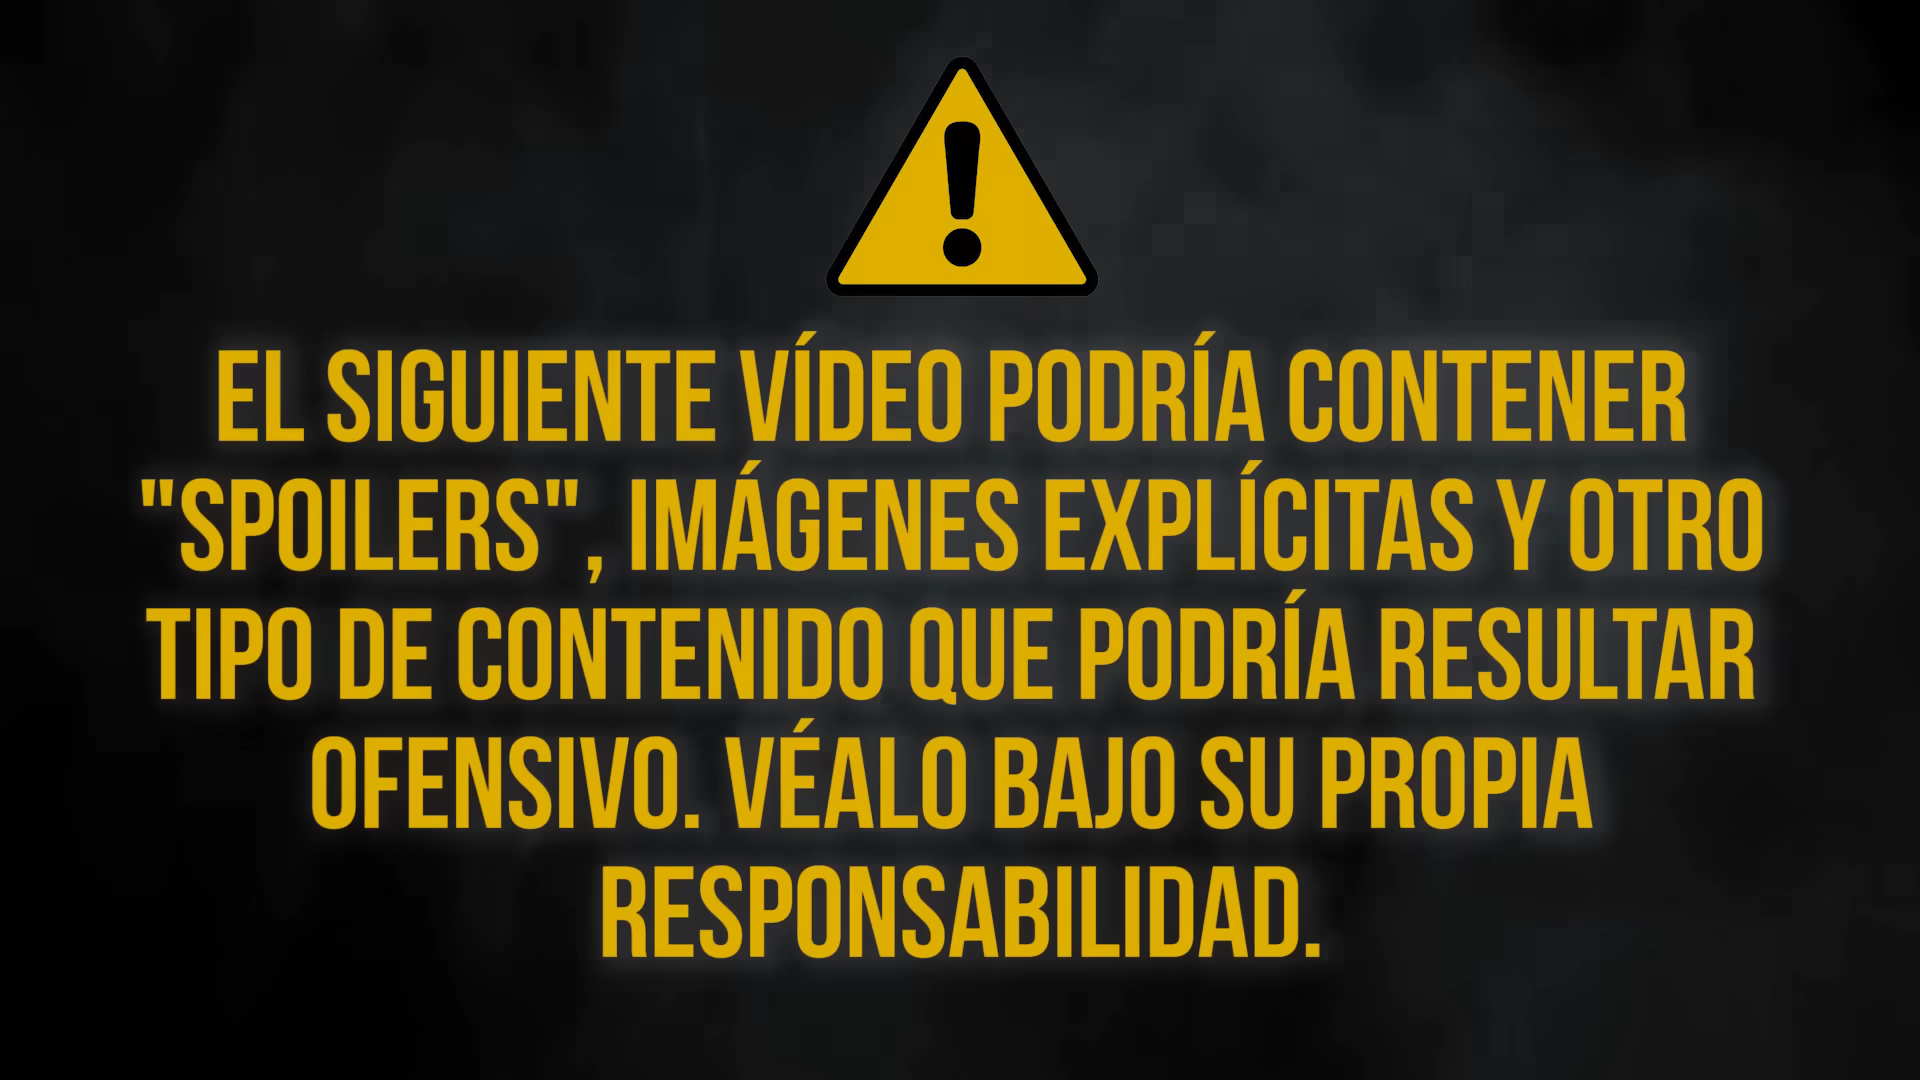 EL SIGUIENTE VÍDEO PODRÍA CONTENER
"SPOILERS", IMÁGENES EXPLÍCITAS Y OTRO
TIPO DE CONTENIDO QUE PODRÍA RESULTAR
OFENSIVO. VÉALO BAJO SU PROPIA
RESPONSABILIDAD.